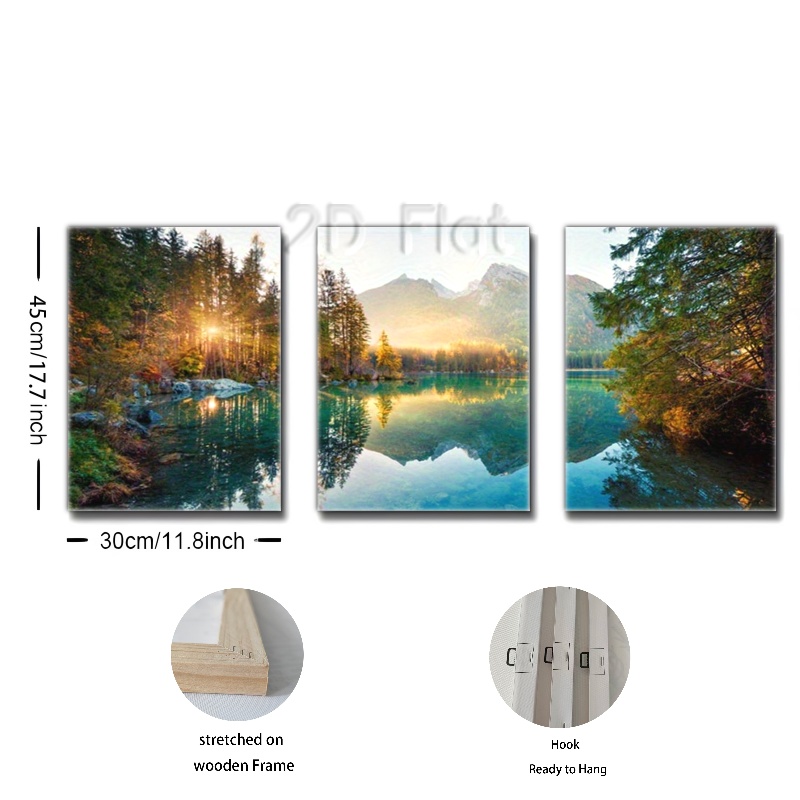 2D Flat
45cm/17.7inch
30cm/11.8inch
stretched on
wooden Frame
Hook
Ready to Hang